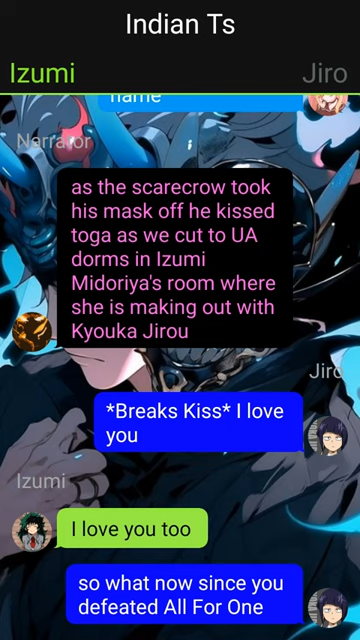 Indian Ts
Izumi
Jiro
name
Narrator
as the scarecrow took
his mask off he kissed
toga as we cut to UA
dorms in Izumi
Midoriya's room where
she is making out with
Kyouka Jirou
Jiro
*Breaks Kiss* I love
you
Izumi
I love you too
so what now since you
defeated All For One